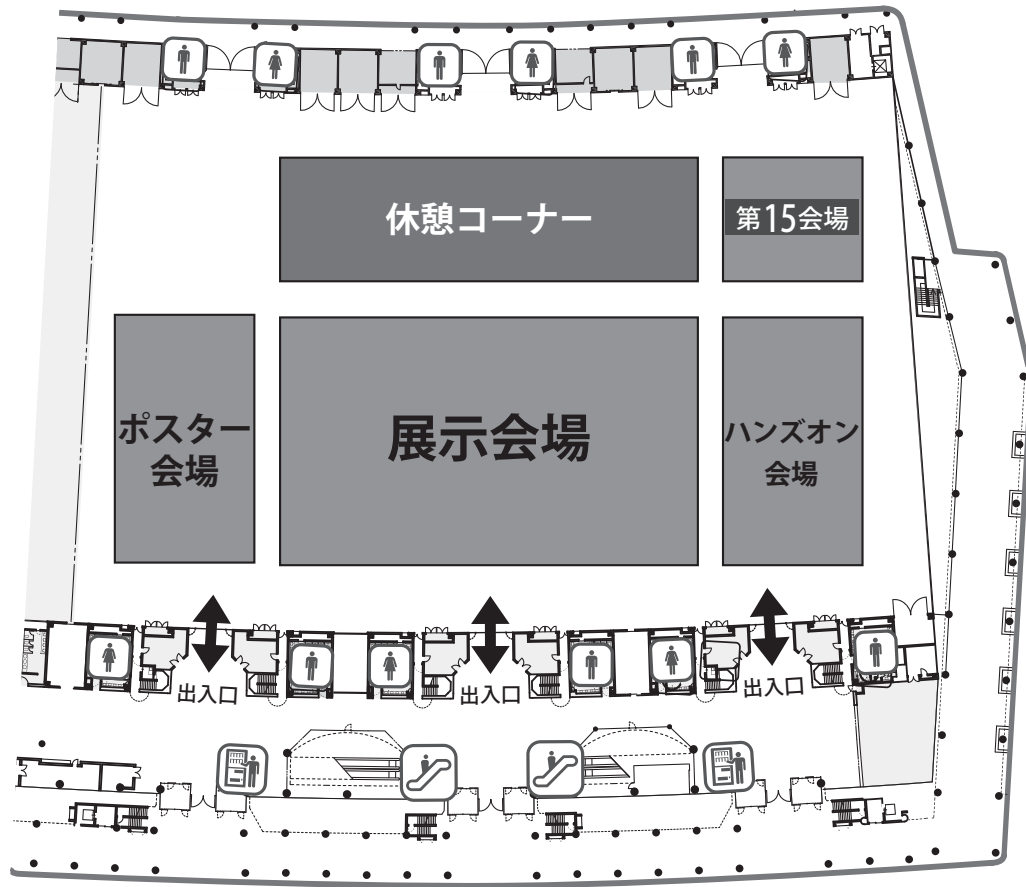 休憩コーナー
第15会場
ポスター
会場
展示会場
ハンズオン
会場
出入口
出入口
出入口